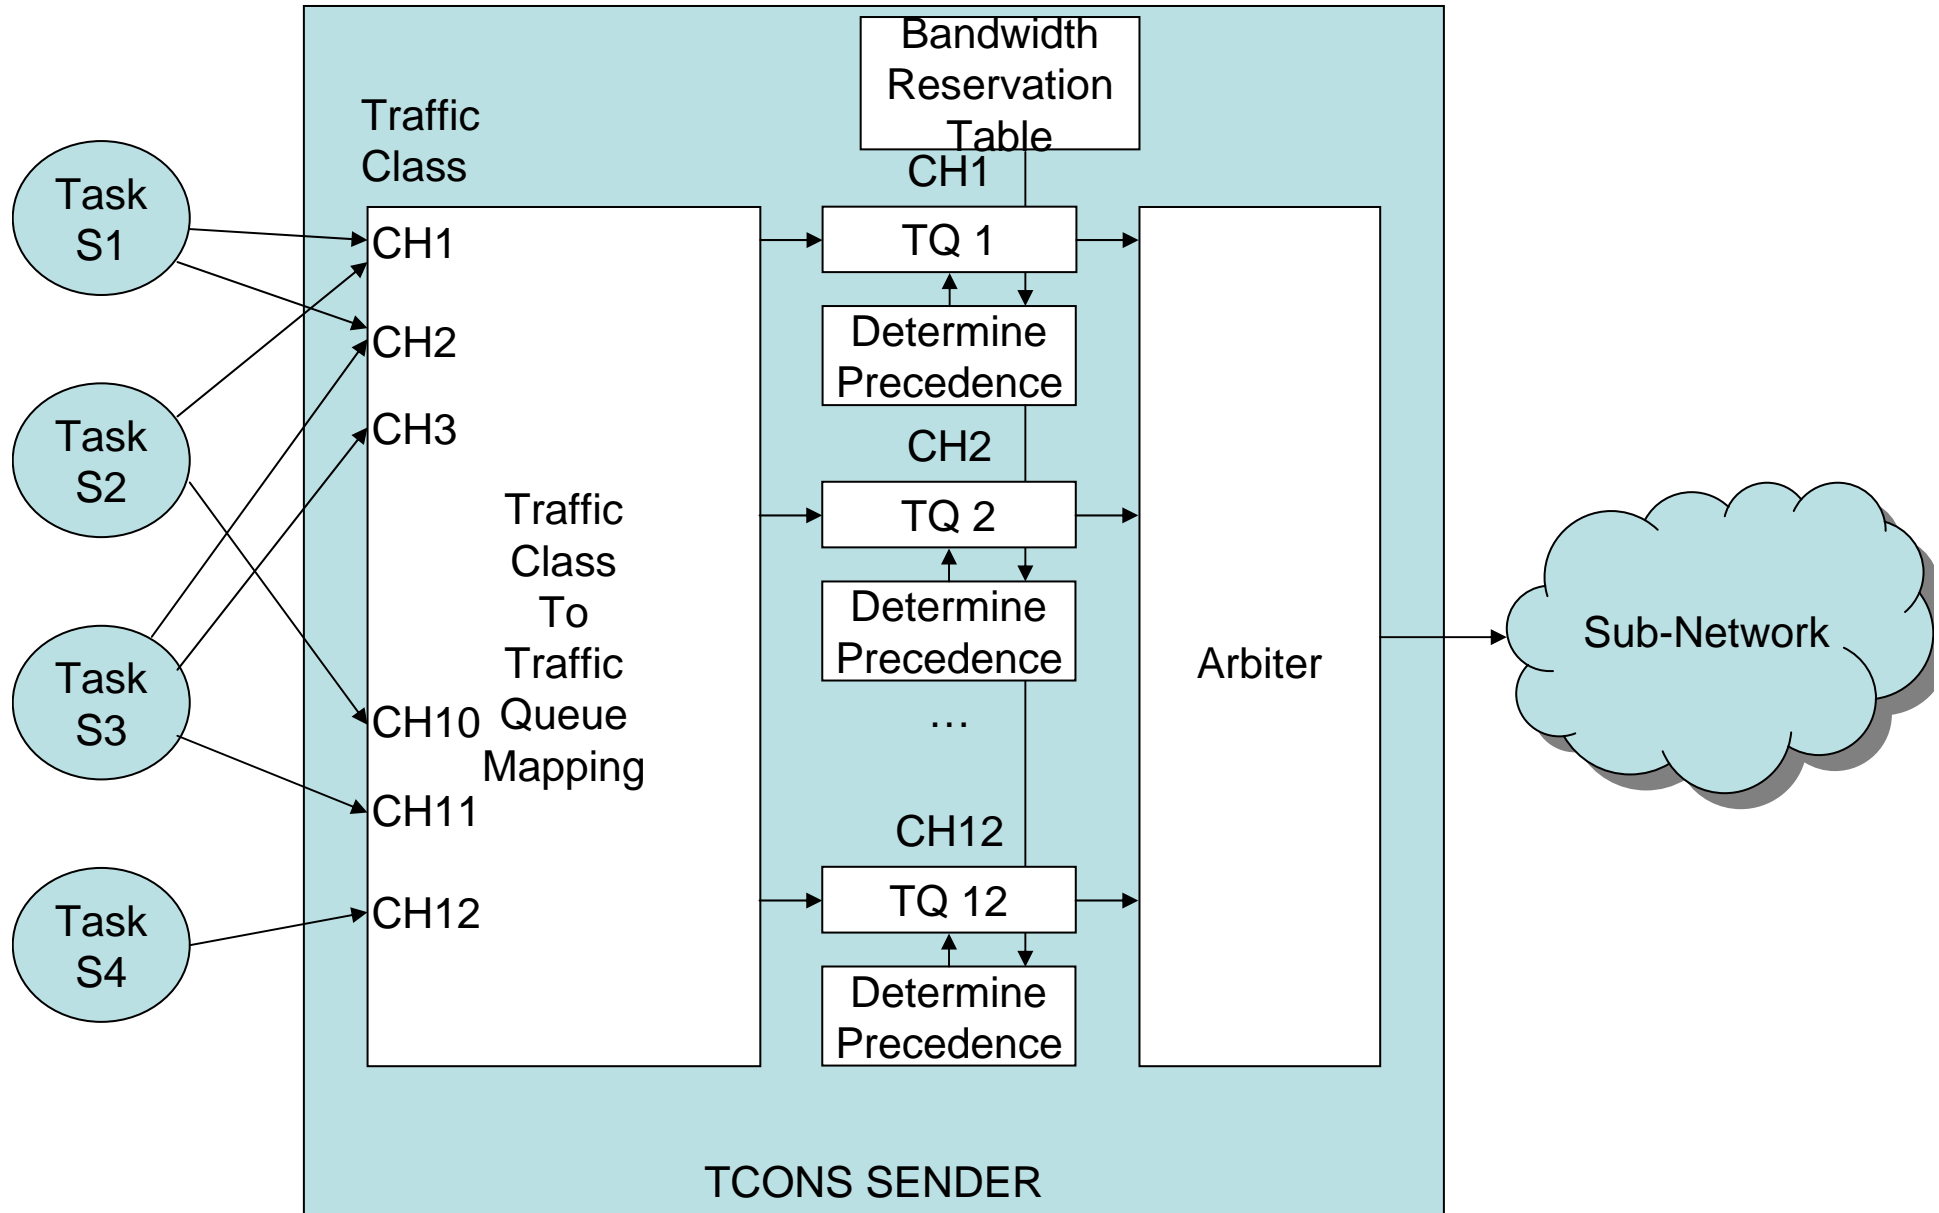 Bandwidth
Reservation
Table
Traffic
Class
Task
S1
Task
S2
Task
S3
Task
S4
CH1
CH2
CH3
CH10
CH11
CH12
Traffic
Class
To
Traffic
Queue
Mapping
CH1
TQ 1
Determine
Precedence
CH2
TQ 2
Determine
Precedence
…
CH12
TQ 12
Determine
Precedence
Arbiter
Sub-Network
TCONS SENDER